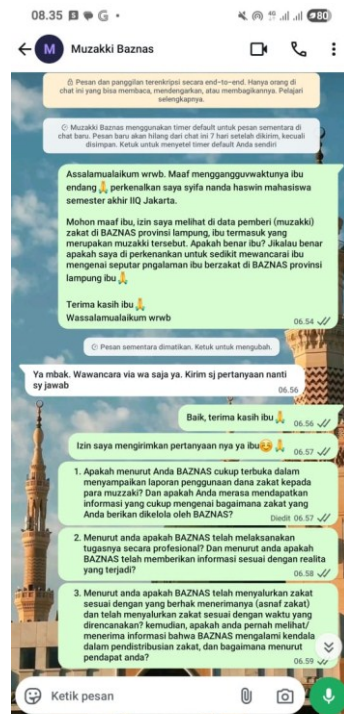 08.35
80
M
Muzakki Baznas
Pesan dan panggilan terenkripsi secara end-to-end. Hanya orang di
chat ini yang bisa membaca, mendengarkan, atau membagikannya. Pelajari
selengkapnya.
Muzakki Baznas menggunakan timer default untuk pesan sementara di
chat baru. Pesan baru akan hilang dari chat ini 7 hari setelah dikirim, kecuali
disimpan. Ketuk untuk menyetel timer default Anda sendiri
Assalamualaikum wrwb. Maaf mengganguvwaktunya ibu
endang🙏 perkenalkan saya syifa nanda haswin mahasiswa
semester akhir IIQ Jakarta.
Mohon maaf ibu, izin saya melihat di data pemberi (muzakki)
zakat di BAZNAS provinsi lampung, ibu termasuk yang
merupakan muzakki tersebut. Apakah benar ibu? Jikalau benar
apakah saya di perkenankan untuk sedikit mewancarai ibu
mengenai seputar pngalaman ibu berzakat di BAZNAS provinsi
lampung ibu🙏
Terima kasih ibu🙏
Wassalamualaikum wrwb
06.54
Pesan sementara dimatikan. Ketuk untuk mengubah.
Ya mbak. Wawancara via wa saja ya. Kirim sj pertanyaan nanti
sy jawab
06.56
Baik, terima kasih ibu🙏
06.56
Izin saya mengirimkan pertanyaan nya ya ibu☺️🙏
06.57
1. Apakah menurut Anda BAZNAS cukup terbuka dalam
menyampaikan laporan penggunaan dana zakat kepada
para muzzaki? Dan apakah Anda merasa mendapatkan
informasi yang cukup mengenai bagaimana zakat yang
Anda berikan dikelola oleh BAZNAS?
Diedit 06.57
2. Menurut anda apakah BAZNAS telah melaksanakan
tugasnya secara profesional? Dan menurut anda apakah
BAZNAS telah memberikan informasi sesuai dengan realita
yang terjadi?
06.58
3. Menurut anda apakah BAZNAS telah menyalurkan zakat
sesuai dengan yang berhak menerimanya (asnaf zakat)
dan telah menyalurkan zakat sesuai dengan waktu yang
direncanakan? kemudian, apakah anda pernah melihat/
menerima informasi bahwa BAZNAS mengalami kendala
dalam pendistribusian zakat, dan bagaimana menurut
pendapat anda?
06.59
Ketik pesan